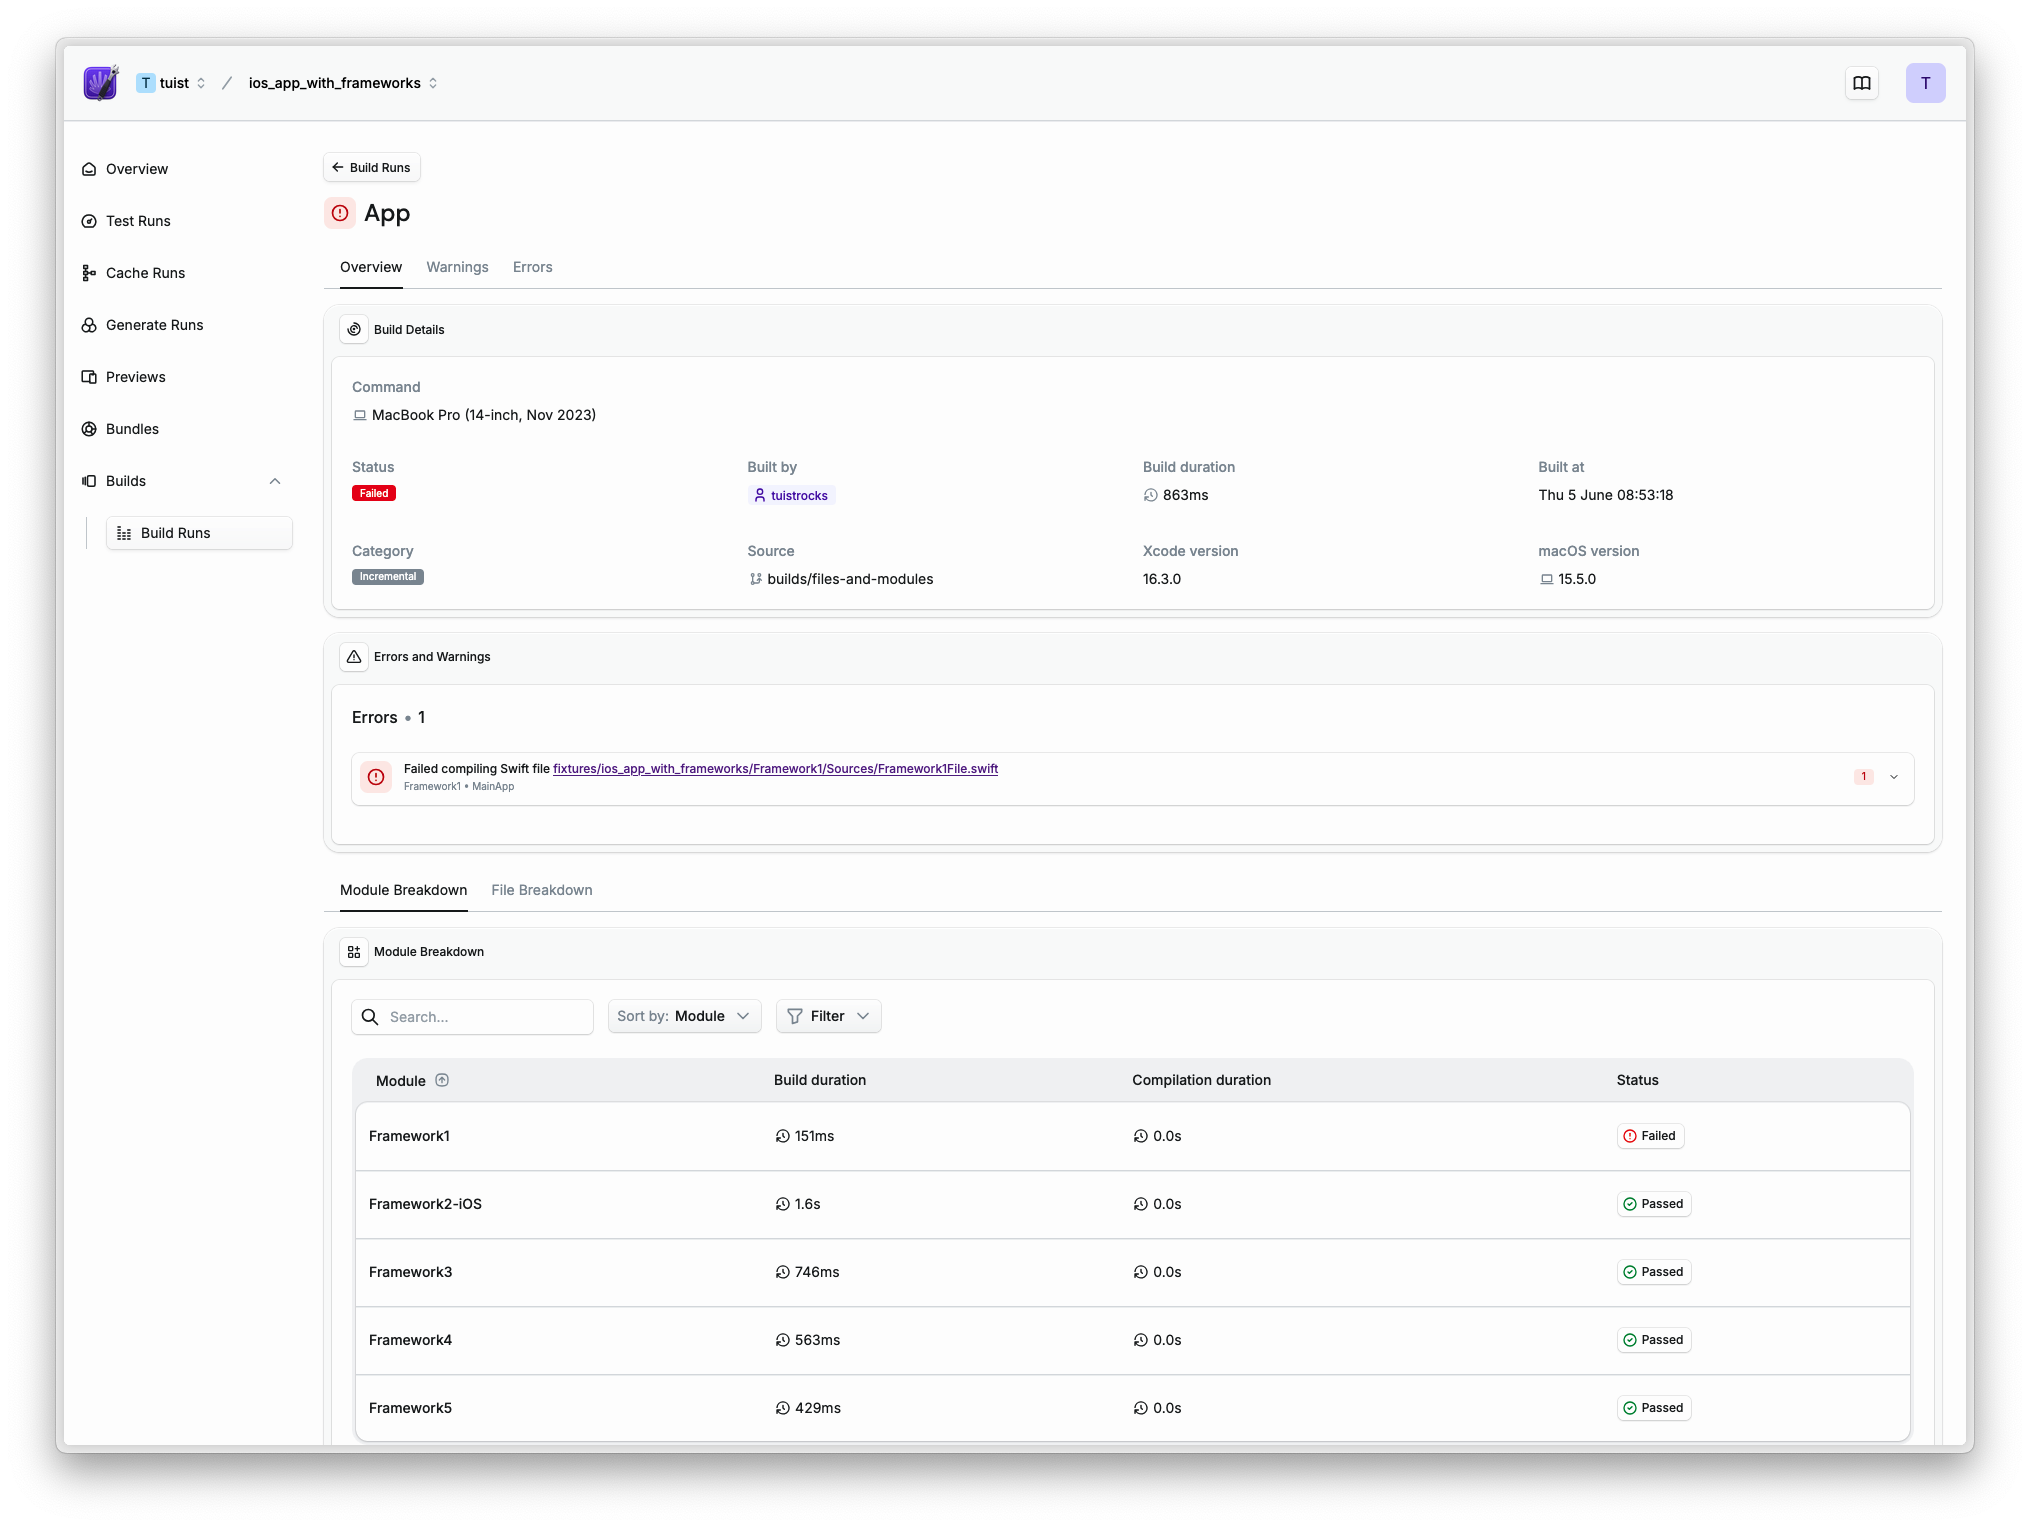 T tuist / ios_app_with_frameworks T
Overview
Test Runs
Cache Runs
Generate Runs
Previews
Bundles
Builds
Build Runs
Build Runs
App
Overview Warnings Errors
Build Details
Command
MacBook Pro (14-inch, Nov 2023)
Status Built by Build duration Built at
Failed tuistrocks 863ms Thu 5 June 08:53:18
Category Source Xcode version macOS version
Incremental builds/files-and-modules 16.3.0 15.5.0
Errors and Warnings
Errors • 1
Failed compiling Swift file fixtures/ios_app_with_frameworks/Framework1/Sources/Framework1File.swift 1
Framework1 • MainApp
Module Breakdown File Breakdown
Module Breakdown
Search... Sort by: Module Filter
Module Build duration Compilation duration Status
Framework1 151ms 0.0s Failed
Framework2-iOS 1.6s 0.0s Passed
Framework3 746ms 0.0s Passed
Framework4 563ms 0.0s Passed
Framework5 429ms 0.0s Passed